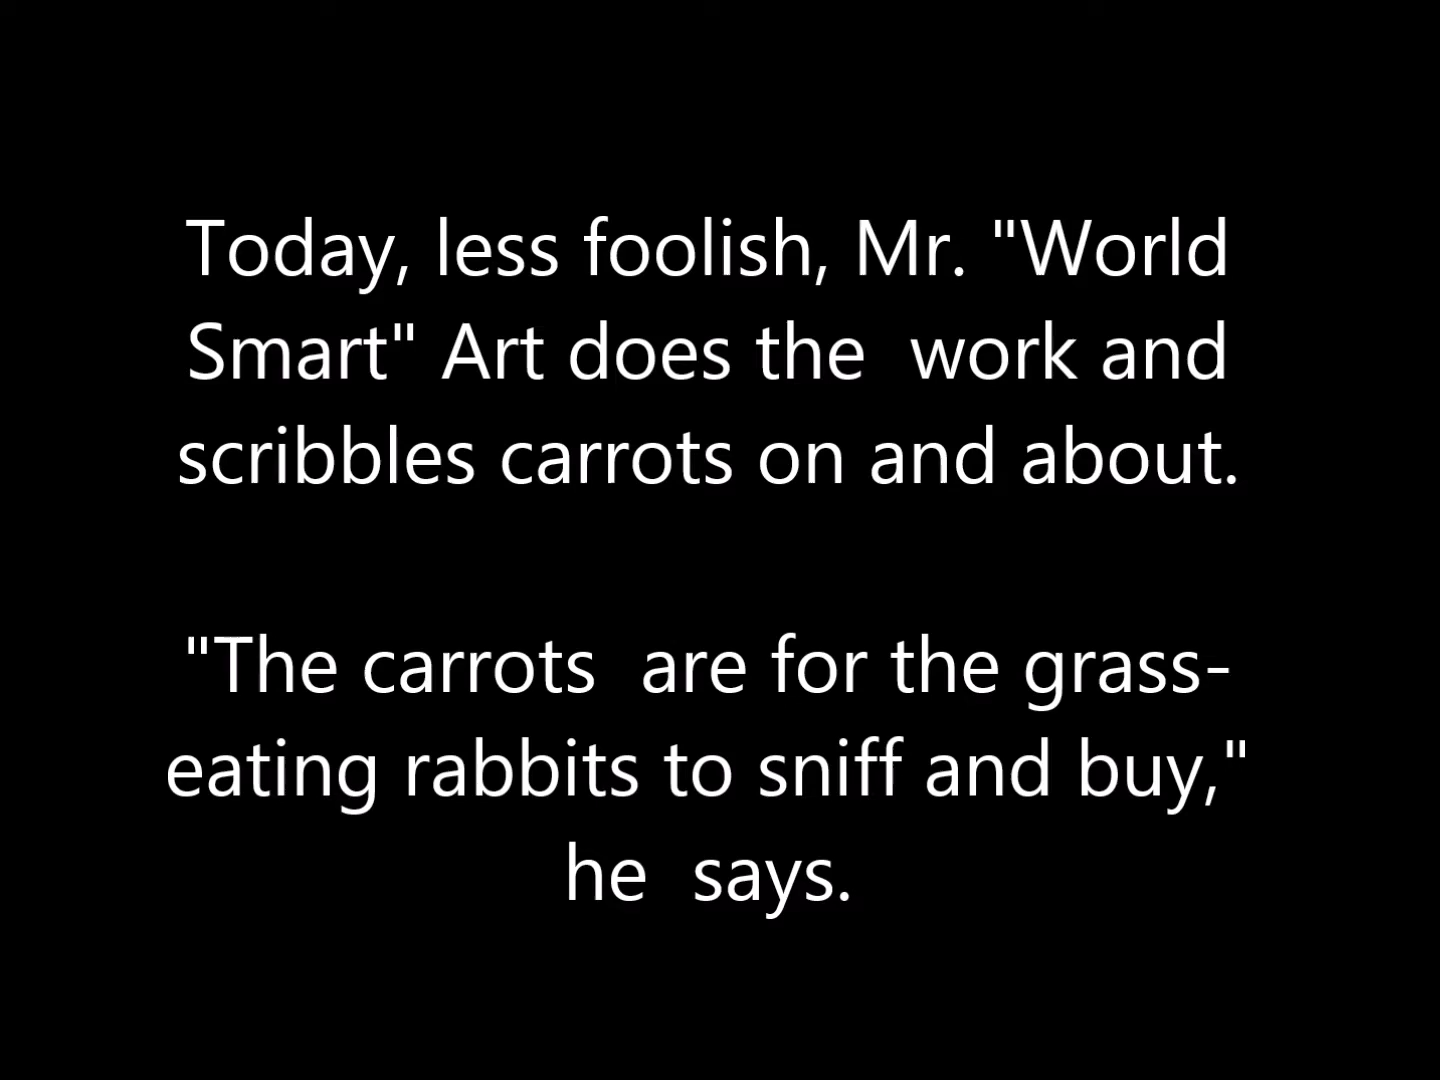 Today, less foolish, Mr. "World
Smart" Art does the  work and
scribbles carrots on and about.
"The carrots  are for the grass-
eating rabbits to sniff and buy,"
he  says.